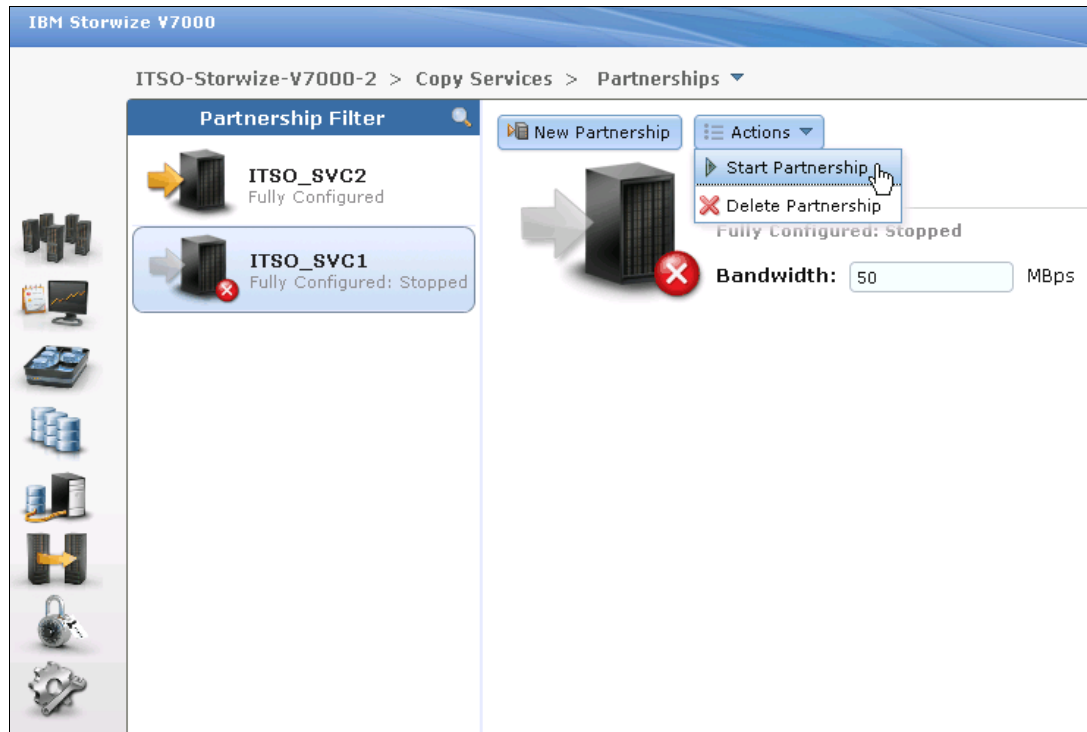 IBM Storwize V7000
ITSO-Storwize-V7000-2 > Copy Services > Partnerships
Partnership Filter
ITSO_SVC2
Fully Configured
ITSO_SVC1
Fully Configured: Stopped
New Partnership
Actions
Start Partnership
Delete Partnership
Fully Configured: Stopped
Bandwidth: 50 MBps